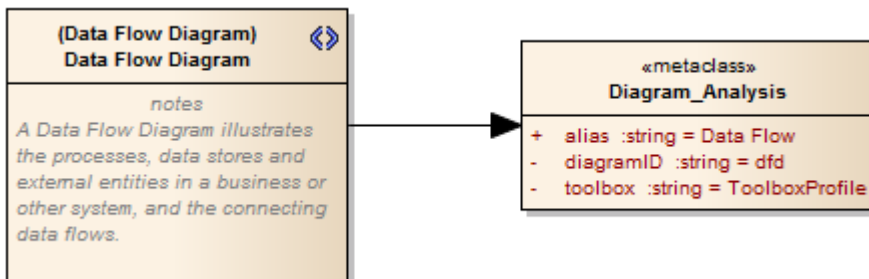 (Data Flow Diagram)
Data Flow Diagram
notes
A Data Flow Diagram illustrates
the processes, data stores and
external entities in a business or
other system, and the connecting
data flows.
«metaclass»
Diagram_Analysis
+ alias :string = Data Flow
- diagramID :string = dfd
- toolbox :string = ToolboxProfile